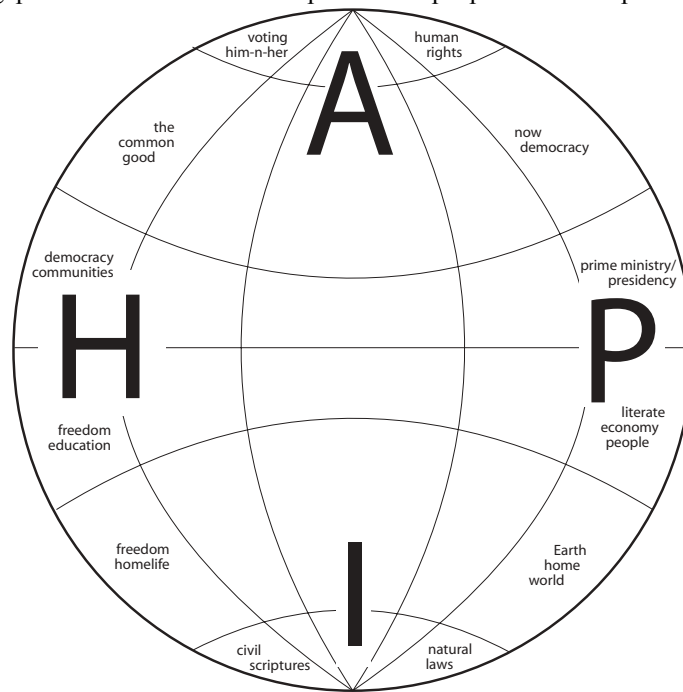 voting
him-n-her
human
rights
A
the
common
good
now
democracy
democracy
communities
prime ministry/
presidency
H
P
freedom
education
literate
economy
people
freedom
homelife
Earth
home
world
I
civil
scriptures
natural
laws